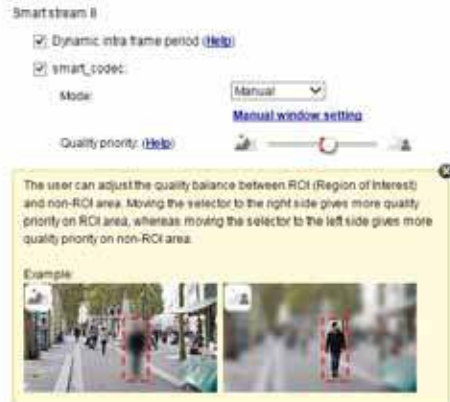 Smart stream II
Dynamic intra frame period (Help)
smart_codec:
Mode: Manual
Manual window setting
Quality priority: (Help)
The user can adjust the quality balance between ROI (Region of Interest)
and non-ROI area. Moving the selector to the right side gives more quality
priority on ROI area, whereas moving the selector to the left side gives more
quality priority on non-ROI area.
Example: